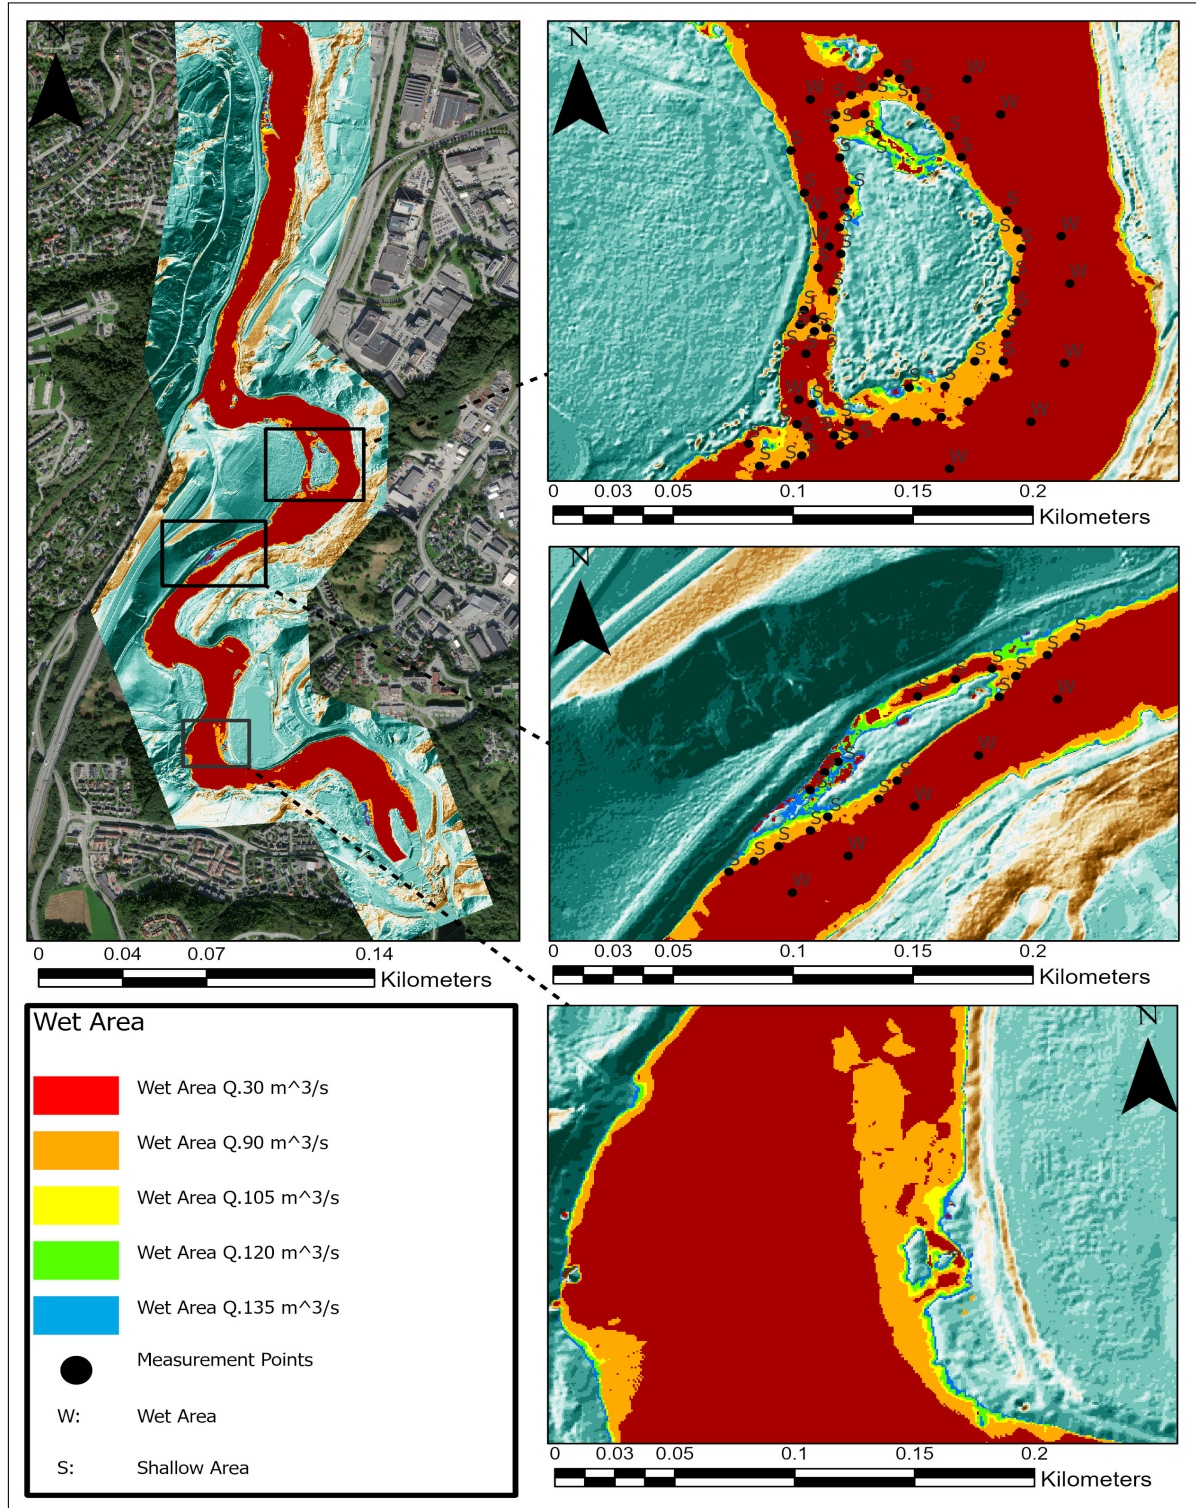 N
0 0.04 0.07 0.14
Kilometers
N
S S W
W S S S S W
S S S
S S
S S
W S S W
W S S W
S S
S S S
S S S S S W
W S S S
S S S W
S S S W
0 0.03 0.05 0.1 0.15 0.2
Kilometers
N
S
S S
S S W
S S
S W
S S W
S S
S S W
S S W
0 0.03 0.05 0.1 0.15 0.2
Kilometers
N
0 0.03 0.05 0.1 0.15 0.2
Kilometers
Wet Area
Wet Area Q.30 m^3/s
Wet Area Q.90 m^3/s
Wet Area Q.105 m^3/s
Wet Area Q.120 m^3/s
Wet Area Q.135 m^3/s
Measurement Points
W: Wet Area
S: Shallow Area